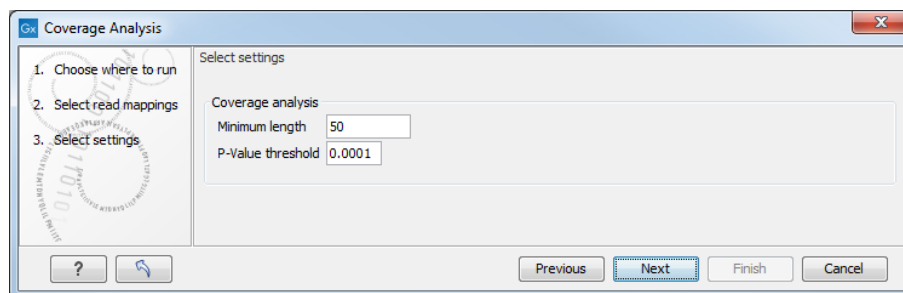 Gx Coverage Analysis
X
1. Choose where to run
2. Select read mappings
3. Select settings
Select settings
Coverage analysis
Minimum length 50
P-Value threshold 0.0001
?
Previous Next Finish Cancel